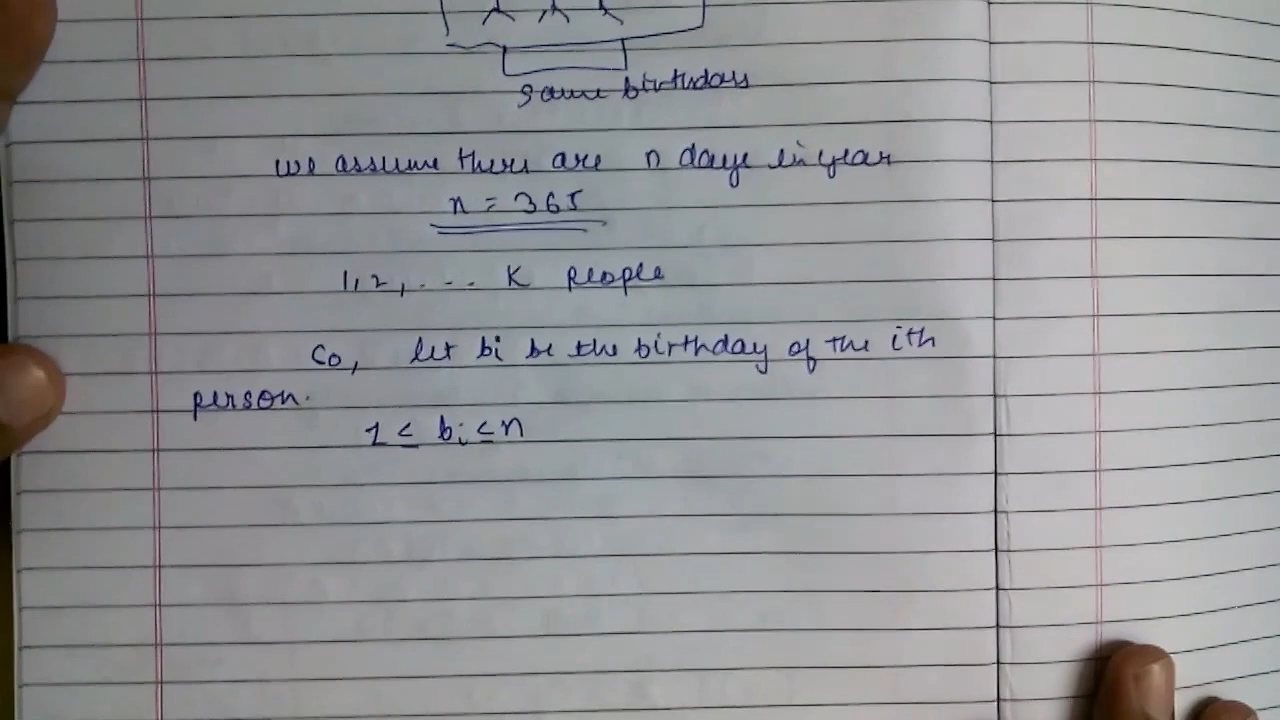 same birthdays
we assume there are n days in year
n = 365
1,2, .... K people
Co, let bi be the birthday of the ith
person.
1 ≤ bi ≤ n